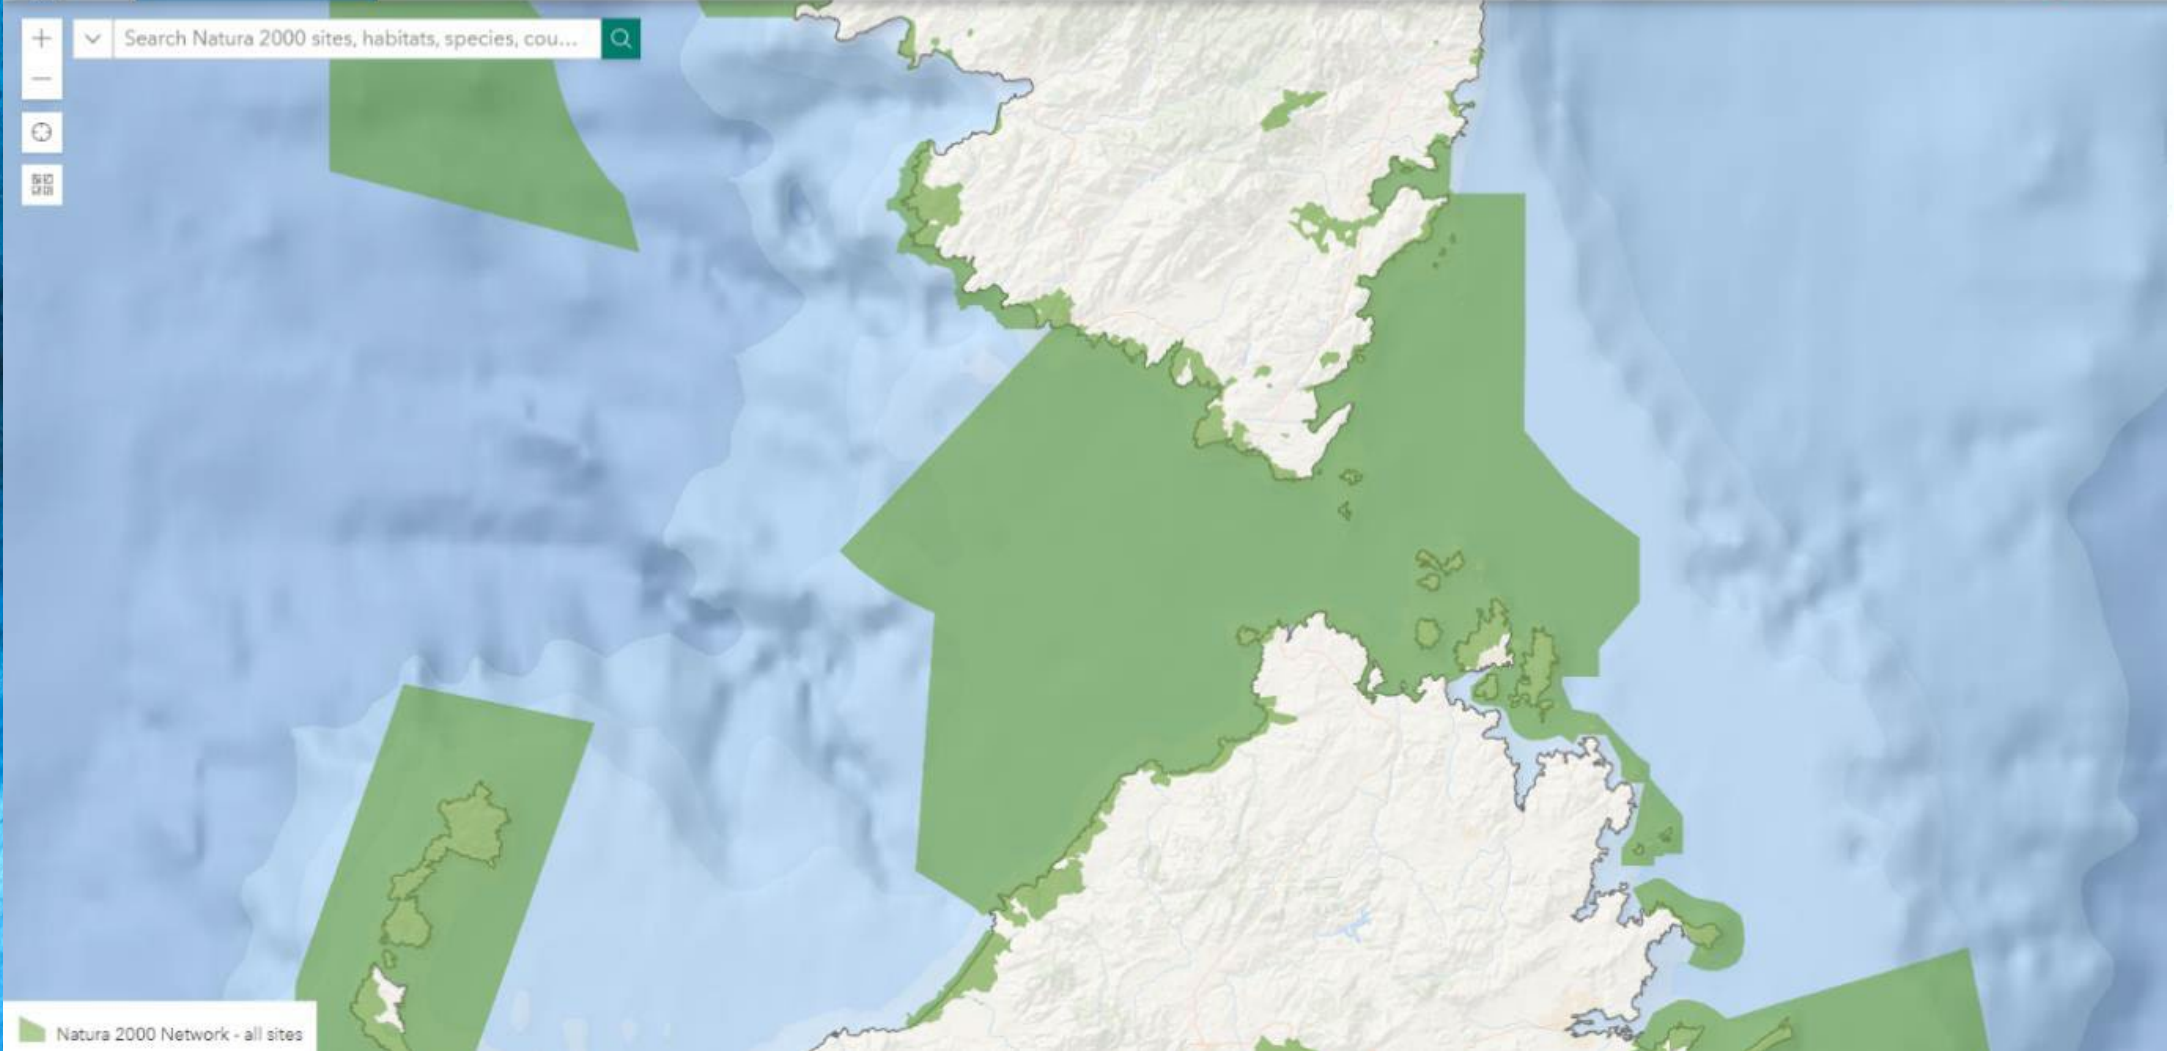 Search Natura 2000 sites, habitats, species, cou...
Natura 2000 Network - all sites